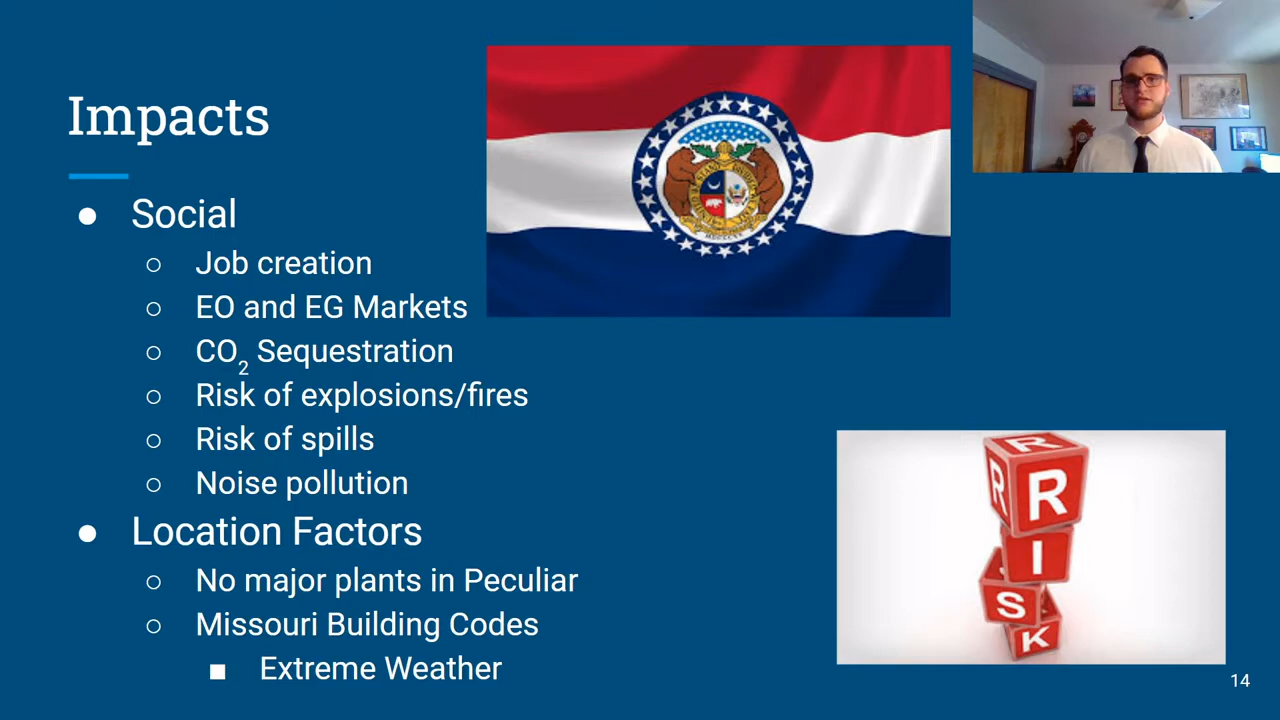 Impacts
● Social
○ Job creation
○ EO and EG Markets
○ CO₂ Sequestration
○ Risk of explosions/fires
○ Risk of spills
○ Noise pollution
● Location Factors
○ No major plants in Peculiar
○ Missouri Building Codes
■ Extreme Weather
R
R
R
I
S
K
14